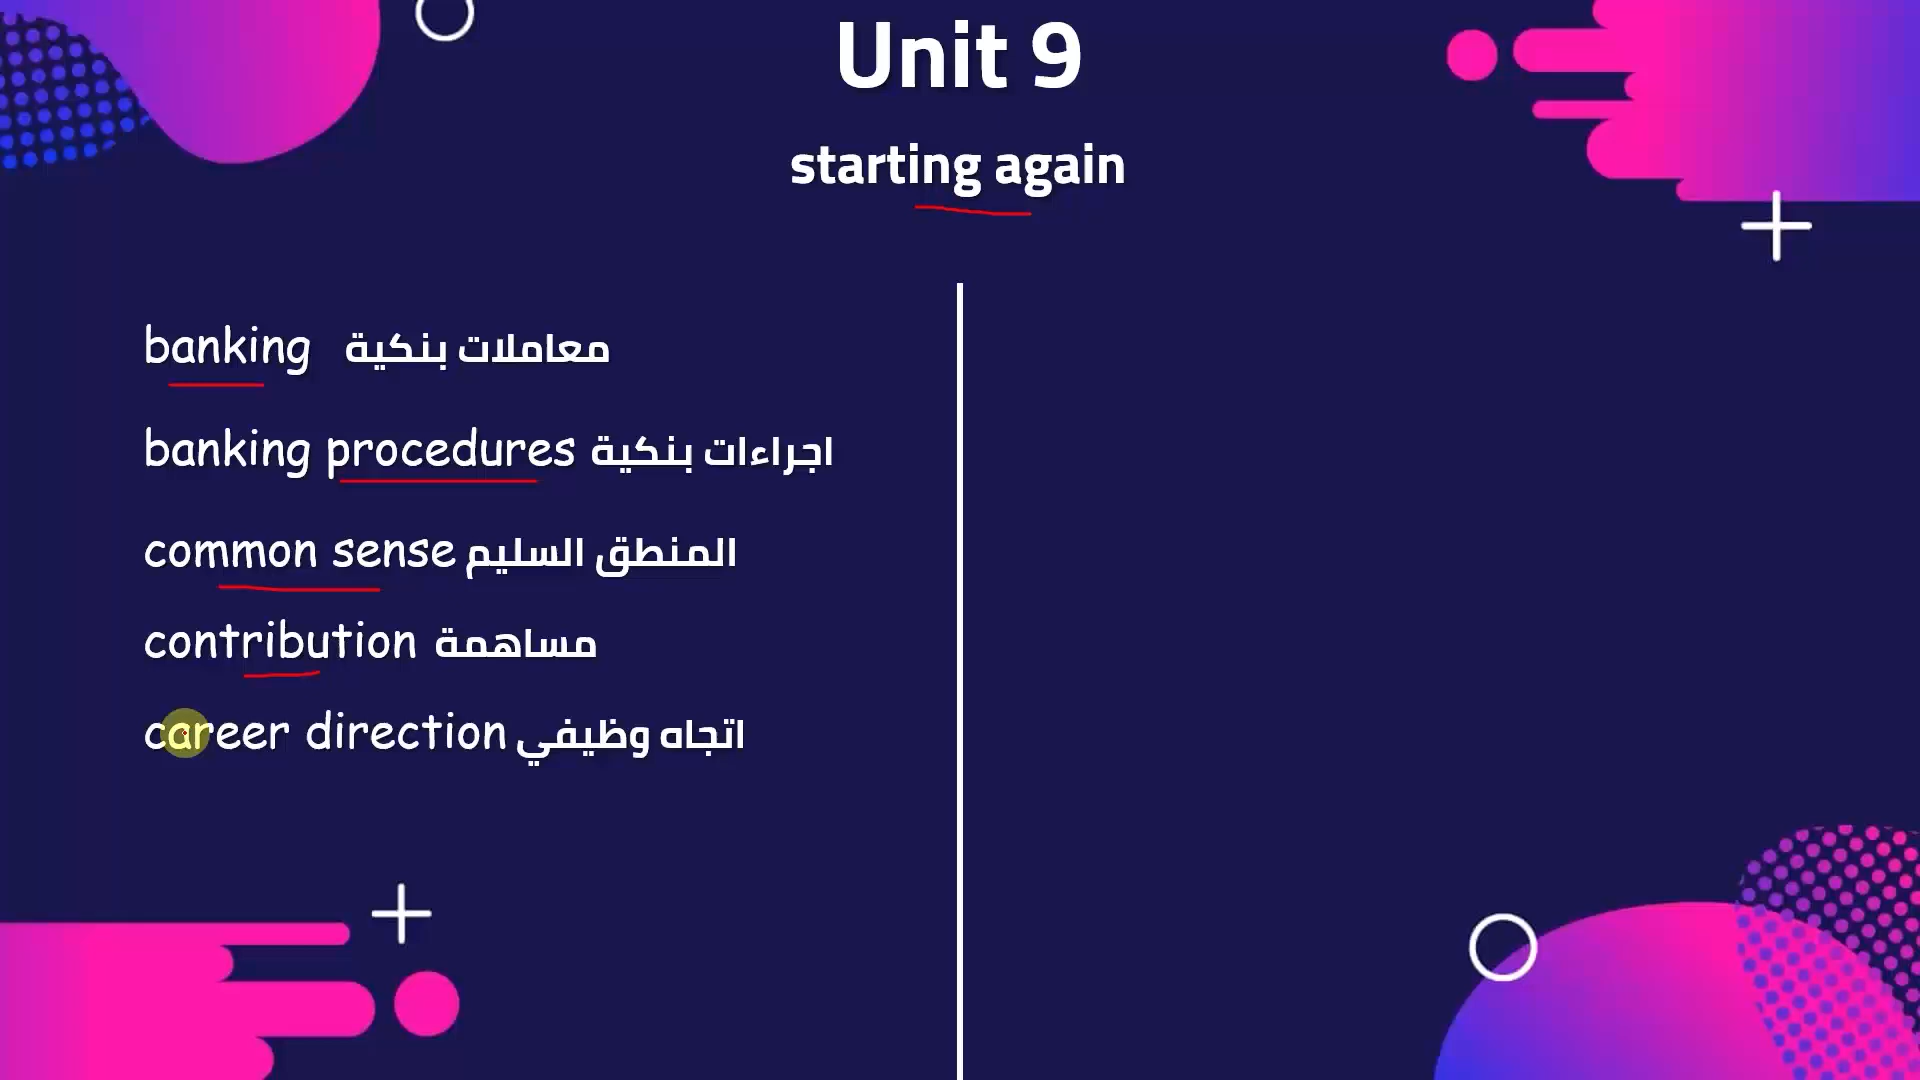 Unit 9
starting again
banking معاملات بنكية
banking procedures اجراءات بنكية
common sense المنطق السليم
contribution مساهمة
career direction اتجاه وظيفي